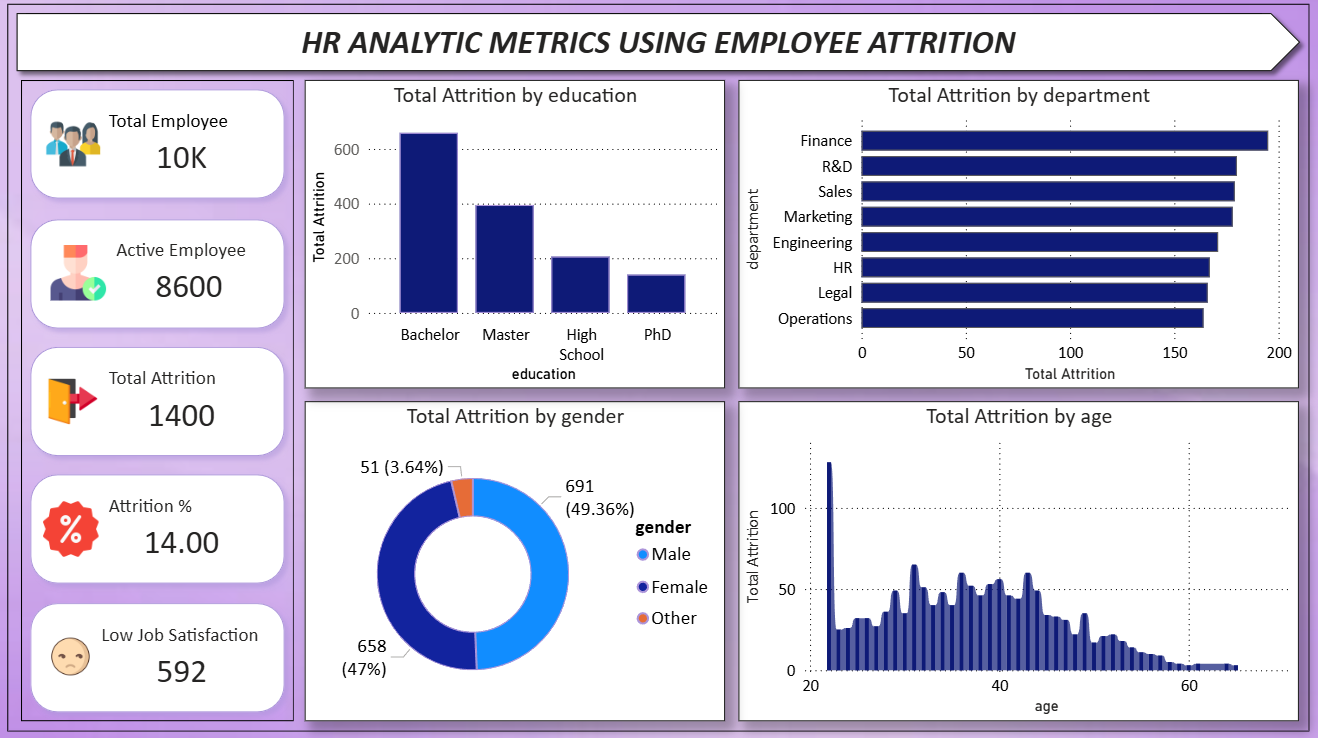 HR ANALYTIC METRICS USING EMPLOYEE ATTRITION
Total Employee
10K
Active Employee
8600
Total Attrition
1400
Attrition %
14.00
Low Job Satisfaction
592
Total Attrition by education
Total Attrition
600
400
200
0
Bachelor
Master
High
School
PhD
education
Total Attrition by department
department
Finance
R&D
Sales
Marketing
Engineering
HR
Legal
Operations
0
50
100
150
200
Total Attrition
Total Attrition by gender
51 (3.64%)
691
(49.36%)
658
(47%)
gender
Male
Female
Other
Total Attrition by age
Total Attrition
100
50
0
20
40
60
age